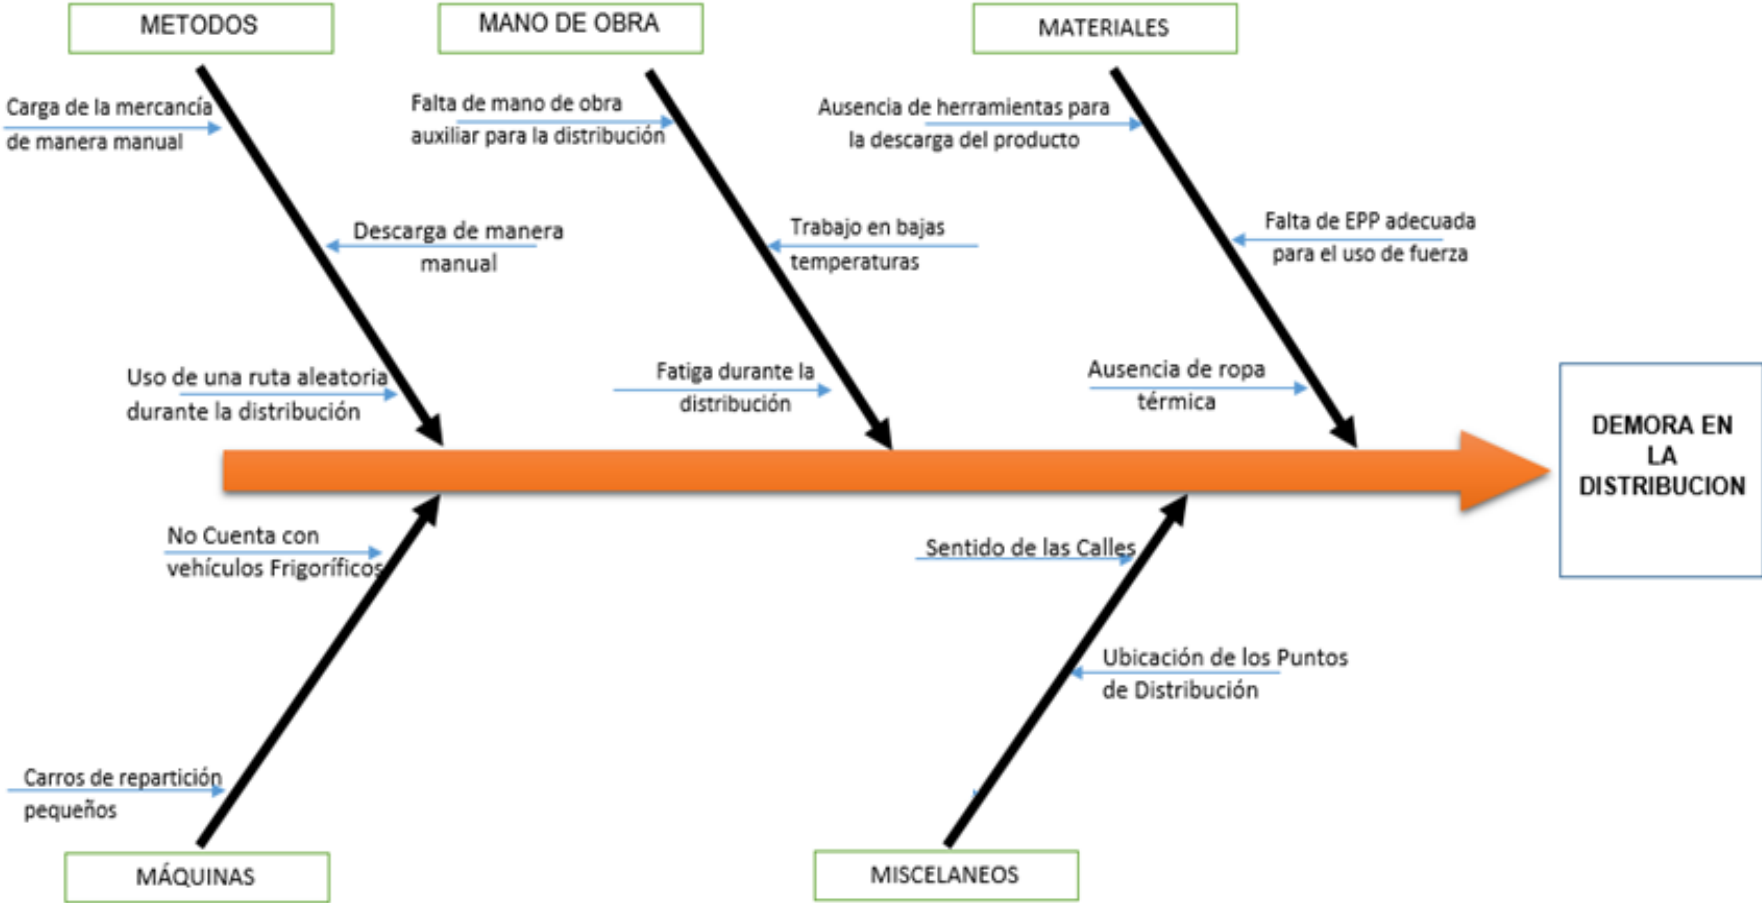 METODOS
MANO DE OBRA
MATERIALES
Carga de la mercancía
de manera manual
Falta de mano de obra
auxiliar para la distribución
Ausencia de herramientas para
la descarga del producto
Descarga de manera
manual
Trabajo en bajas
temperaturas
Falta de EPP adecuada
para el uso de fuerza
Uso de una ruta aleatoria
durante la distribución
Fatiga durante la
distribución
Ausencia de ropa
térmica
DEMORA EN
LA
DISTRIBUCION
No Cuenta con
vehículos Frigoríficos
Sentido de las Calles
Ubicación de los Puntos
de Distribución
Carros de repartición
pequeños
MÁQUINAS
MISCELANEOS